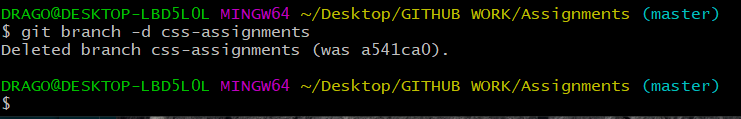 DRAGO@DESKTOP-LBD5L0L MINGW64 ~/Desktop/GITHUB WORK/Assignments (master)
$ git branch -d css-assignments
Deleted branch css-assignments (was a541ca0).
DRAGO@DESKTOP-LBD5L0L MINGW64 ~/Desktop/GITHUB WORK/Assignments (master)
$